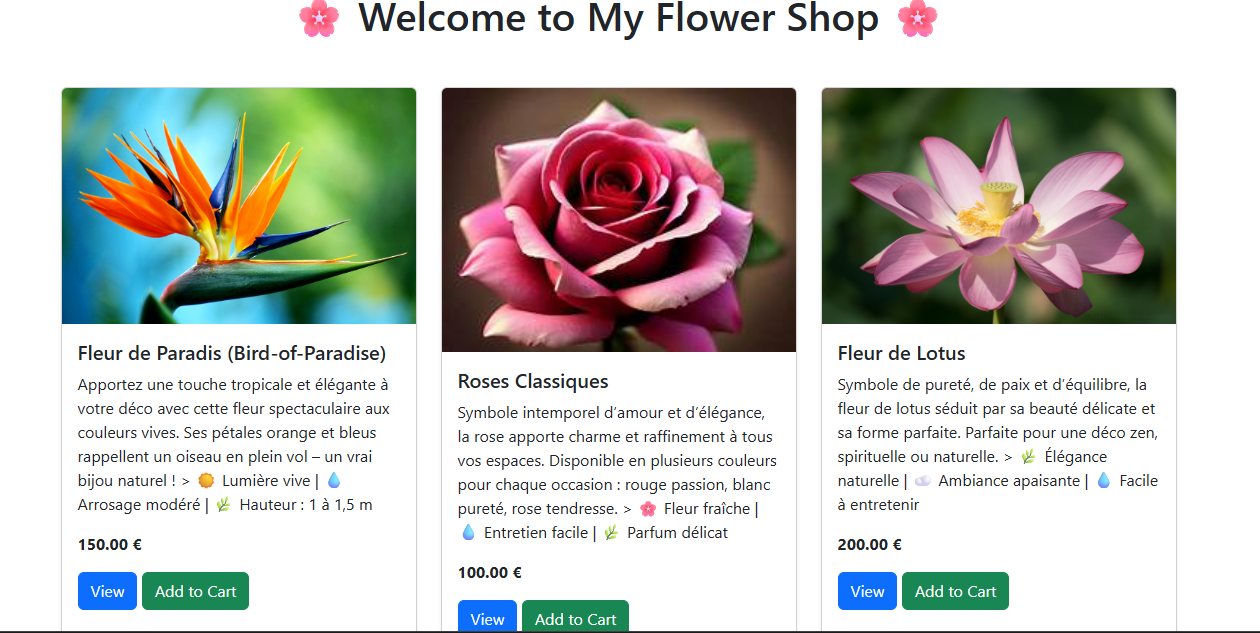 🌸 Welcome to My Flower Shop 🌸
Fleur de Paradis (Bird-of-Paradise)
Apportez une touche tropicale et élégante à
votre déco avec cette fleur spectaculaire aux
couleurs vives. Ses pétales orange et bleus
rappellent un oiseau en plein vol – un vrai
bijou naturel ! > 🌞 Lumière vive | 💧
Arrosage modéré | 🌿 Hauteur : 1 à 1,5 m
150.00 €
View
Add to Cart
Roses Classiques
Symbole intemporel d’amour et d’élégance,
la rose apporte charme et raffinement à tous
vos espaces. Disponible en plusieurs couleurs
pour chaque occasion : rouge passion, blanc
pureté, rose tendresse. > 🌸 Fleur fraîche |
💧 Entretien facile | 🌿 Parfum délicat
100.00 €
View
Add to Cart
Fleur de Lotus
Symbole de pureté, de paix et d’équilibre, la
fleur de lotus séduit par sa beauté délicate et
sa forme parfaite. Parfaite pour une déco zen,
spirituelle ou naturelle. > 🌿 Élégance
naturelle | ☁️ Ambiance apaisante | 💧 Facile
à entretenir
200.00 €
View
Add to Cart